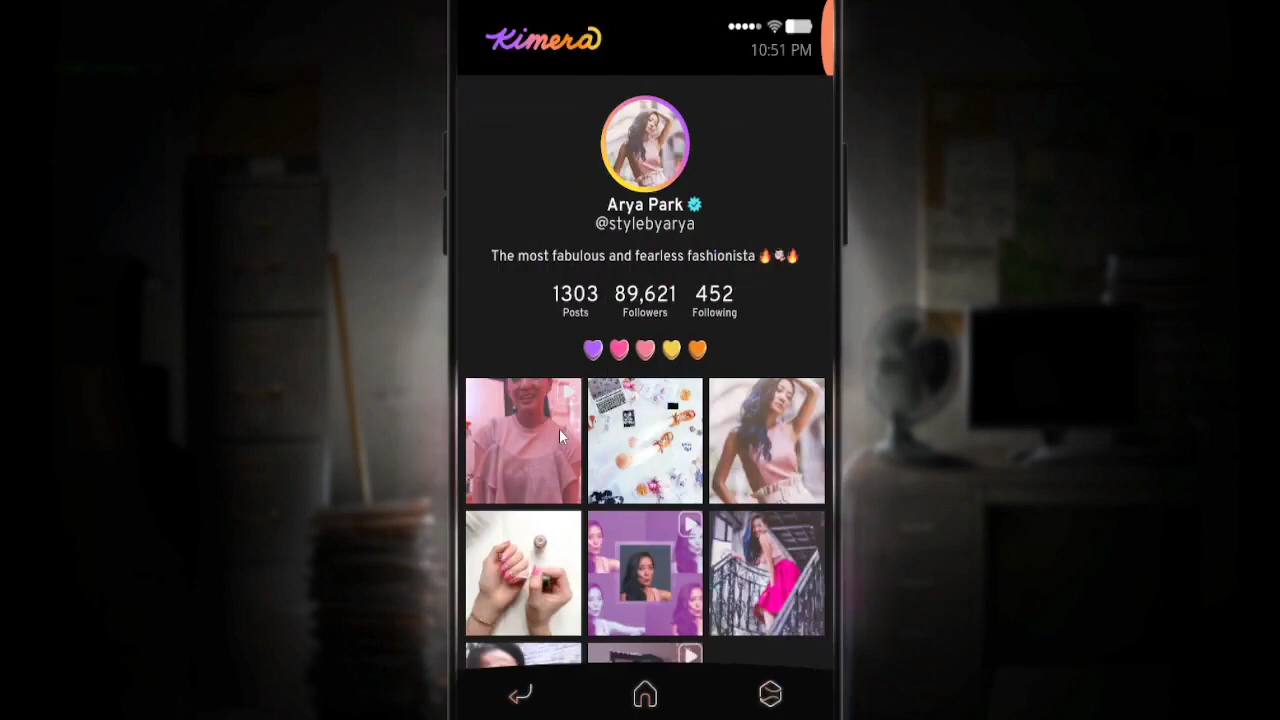 Kimera
10:51 PM
Arya Park
@stylebyarya
The most fabulous and fearless fashionista 🔥💐🔥
1303 89,621 452
Posts Followers Following